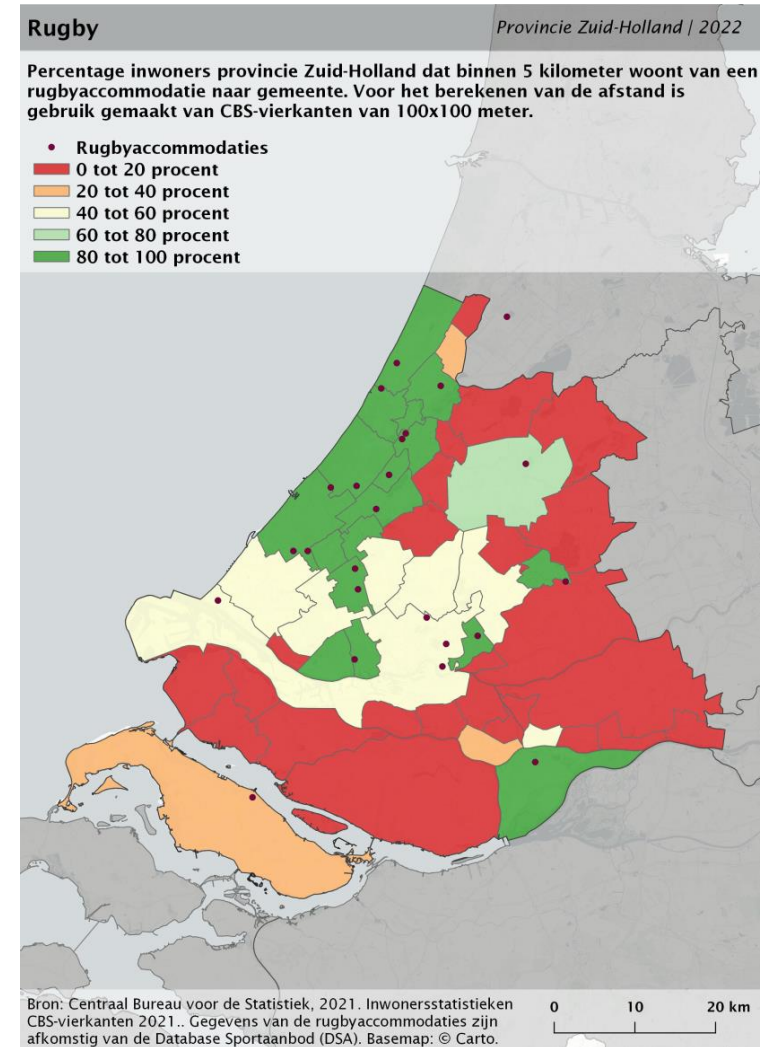 Rugby
Provincie Zuid-Holland | 2022
Percentage inwoners provincie Zuid-Holland dat binnen 5 kilometer woont van een
rugbyaccommodatie naar gemeente. Voor het berekenen van de afstand is
gebruik gemaakt van CBS-vierkanten van 100x100 meter.
Rugbyaccommodaties
0 tot 20 procent
20 tot 40 procent
40 tot 60 procent
60 tot 80 procent
80 tot 100 procent
Bron: Centraal Bureau voor de Statistiek, 2021. Inwonersstatistieken
CBS-vierkanten 2021.. Gegevens van de rugbyaccommodaties zijn
afkomstig van de Database Sportaanbod (DSA). Basemap: © Carto.
0 10 20 km